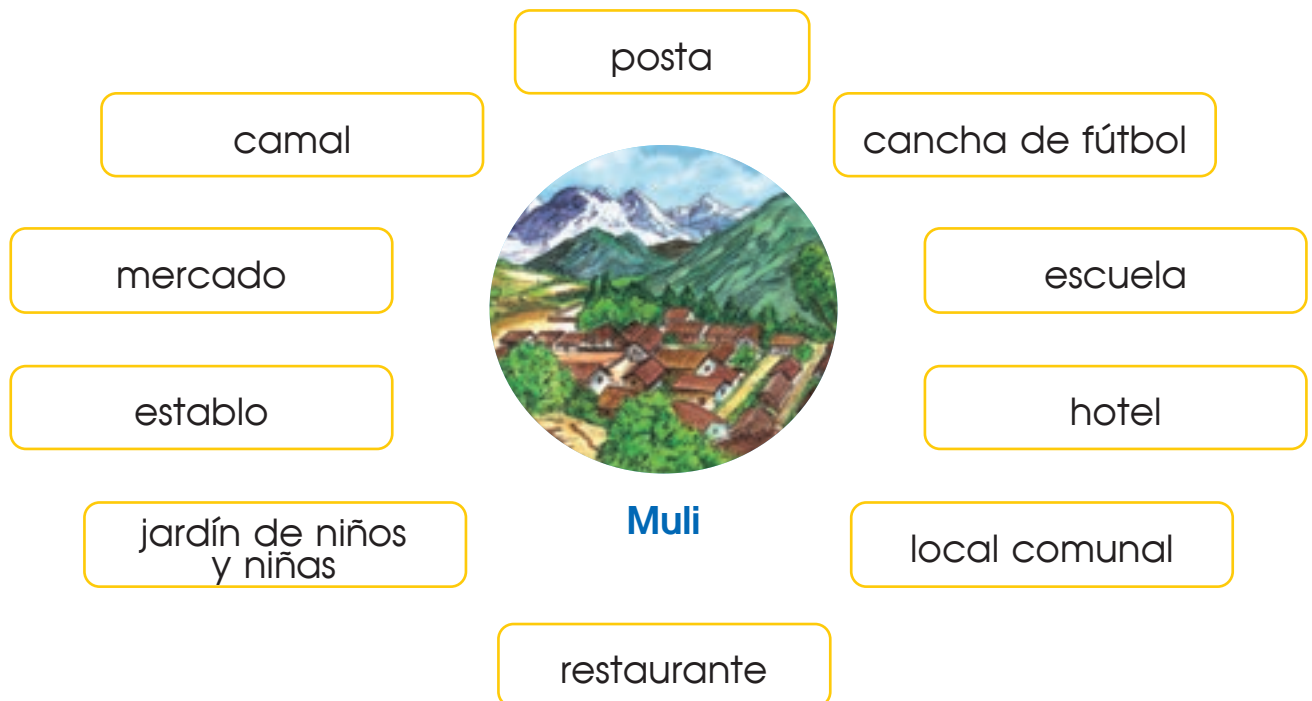 posta
camal
cancha de fútbol
mercado
escuela
establo
hotel
jardín de niños
y niñas
Muli
local comunal
restaurante